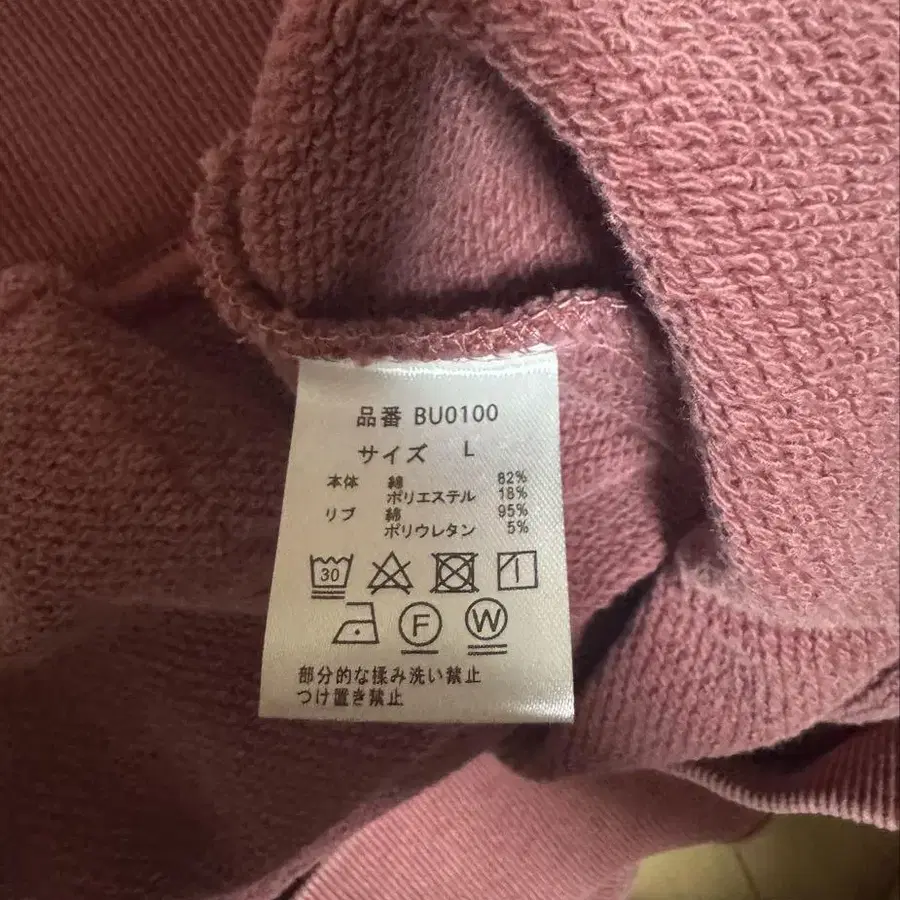 品番 BU0100
サイズ L
本体 綿 82%
ポリエステル 18%
リブ 綿 95%
ポリウレタン 5%
30
F W
部分的な揉み洗い禁止
つけ置き禁止